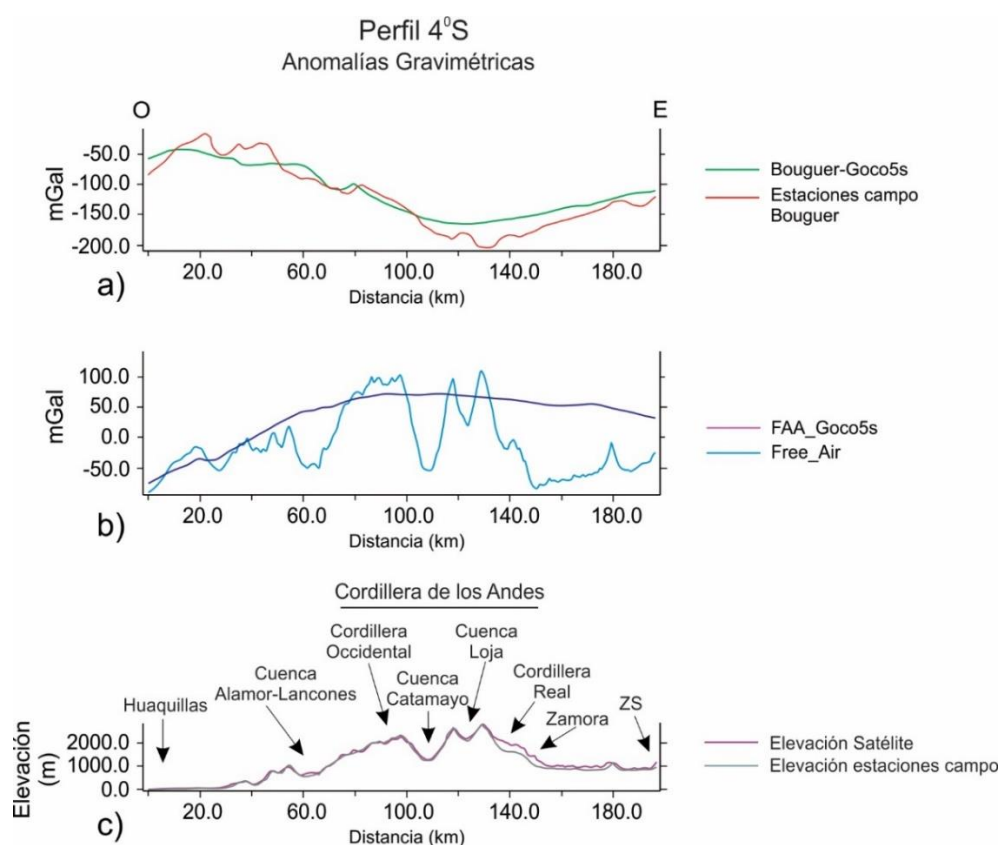 Perfil 4⁰S
Anomalías Gravimétricas
O
E
-50.0
-100.0
-150.0
-200.0
mGal
20.0 60.0 100.0 140.0 180.0
Distancia (km)
a)
Bouguer-Goco5s
Estaciones campo
Bouguer
100.0
50.0
0.0
-50.0
mGal
20.0 60.0 100.0 140.0 180.0
Distancia (km)
b)
FAA_Goco5s
Free_Air
Cordillera de los Andes
Cordillera
Occidental
Cuenca
Loja
Cuenca
Alamor-Lancones
Cuenca
Catamayo
Cordillera
Real
Huaquillas
Zamora
ZS
2000.0
1000.0
0.0
Elevación
(m)
20.0 60.0 100.0 140.0 180.0
Distancia (km)
c)
Elevación Satélite
Elevación estaciones campo